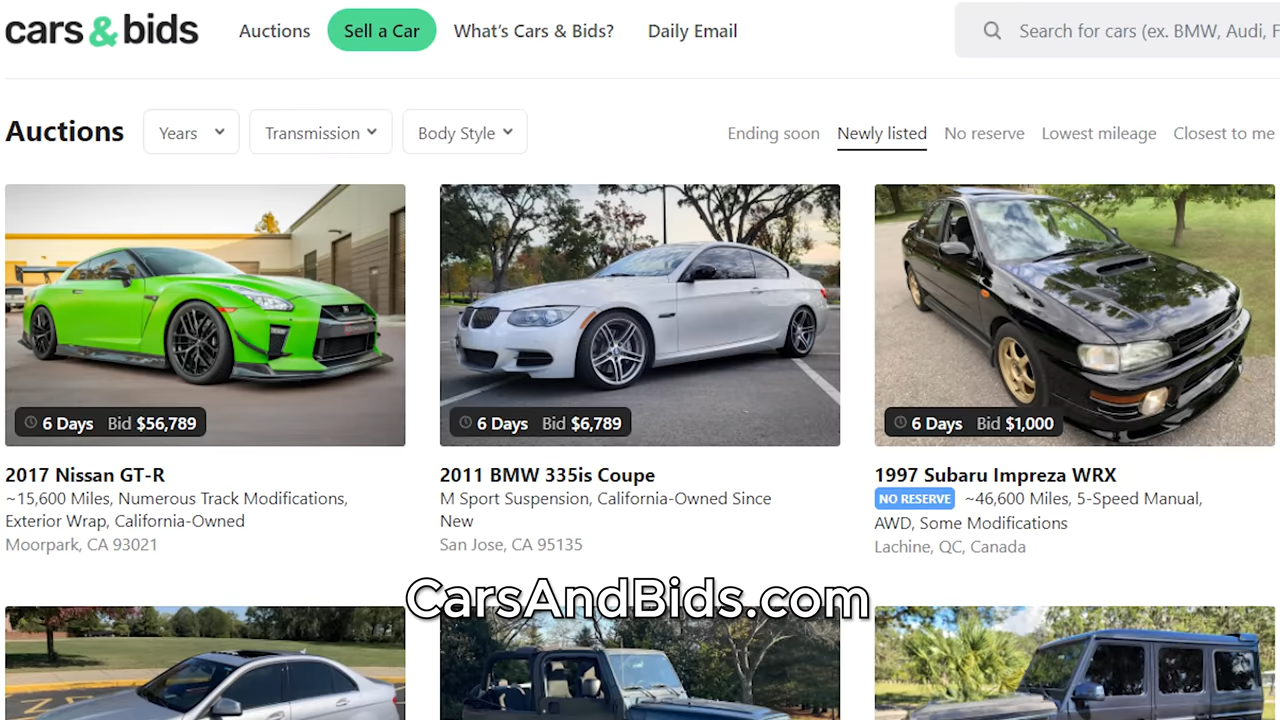 cars & bids
Auctions
Sell a Car
What's Cars & Bids?
Daily Email
Search for cars (ex. BMW, Audi, F
Auctions
Years
Transmission
Body Style
Ending soon
Newly listed
No reserve
Lowest mileage
Closest to me
6 Days Bid $56,789
6 Days Bid $6,789
6 Days Bid $1,000
2017 Nissan GT-R
~15,600 Miles, Numerous Track Modifications,
Exterior Wrap, California-Owned
Moorpark, CA 93021
2011 BMW 335is Coupe
M Sport Suspension, California-Owned Since
New
San Jose, CA 95135
1997 Subaru Impreza WRX
NO RESERVE ~46,600 Miles, 5-Speed Manual,
AWD, Some Modifications
Lachine, QC, Canada
CarsAndBids.com